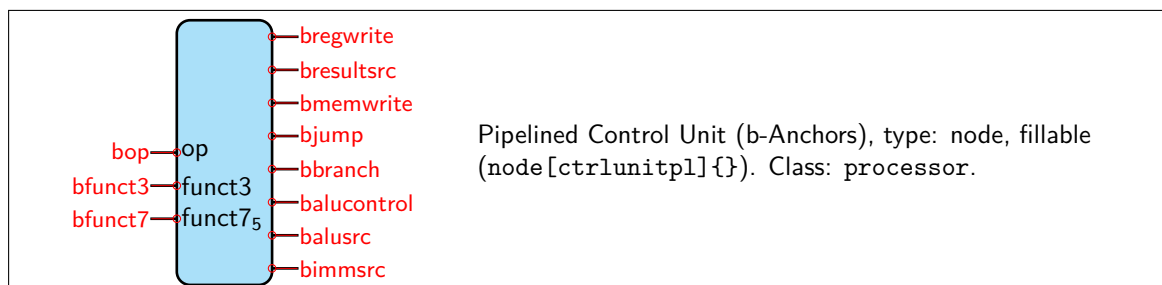 bregwrite
bresultsrc
bmemwrite
bjump
bop op
bbranch
bfunct3 funct3
balucontrol
bfunct7 funct7₅
balusrc
bimmsrc
Pipelined Control Unit (b-Anchors), type: node, fillable
(node[ctrlunitpl]{}). Class: processor.